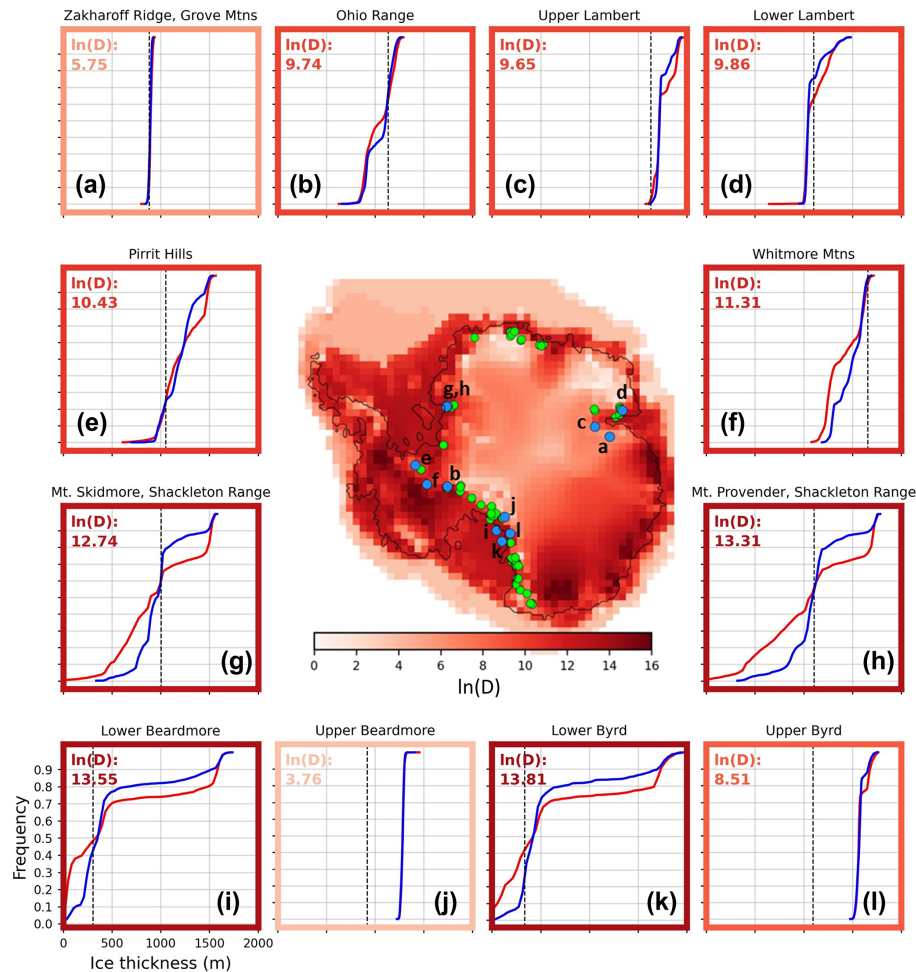 Zakharoff Ridge, Grove Mtns
Ohio Range
Upper Lambert
Lower Lambert
ln(D):
5.75
(a)
ln(D):
9.74
(b)
ln(D):
9.65
(c)
ln(D):
9.86
(d)
Pirrit Hills
Whitmore Mtns
ln(D):
10.43
(e)
ln(D):
11.31
(f)
g,h
d
c
a
e
f
b
j
i
l
k
Mt. Skidmore, Shackleton Range
Mt. Provender, Shackleton Range
ln(D):
12.74
(g)
ln(D):
13.31
(h)
0 2 4 6 8 10 12 14 16
ln(D)
Lower Beardmore
Upper Beardmore
Lower Byrd
Upper Byrd
ln(D):
13.55
(i)
ln(D):
3.76
(j)
ln(D):
13.81
(k)
ln(D):
8.51
(l)
Frequency
0.9
0.8
0.7
0.6
0.5
0.4
0.3
0.2
0.1
0.0
0 500 1000 1500 2000
Ice thickness (m)